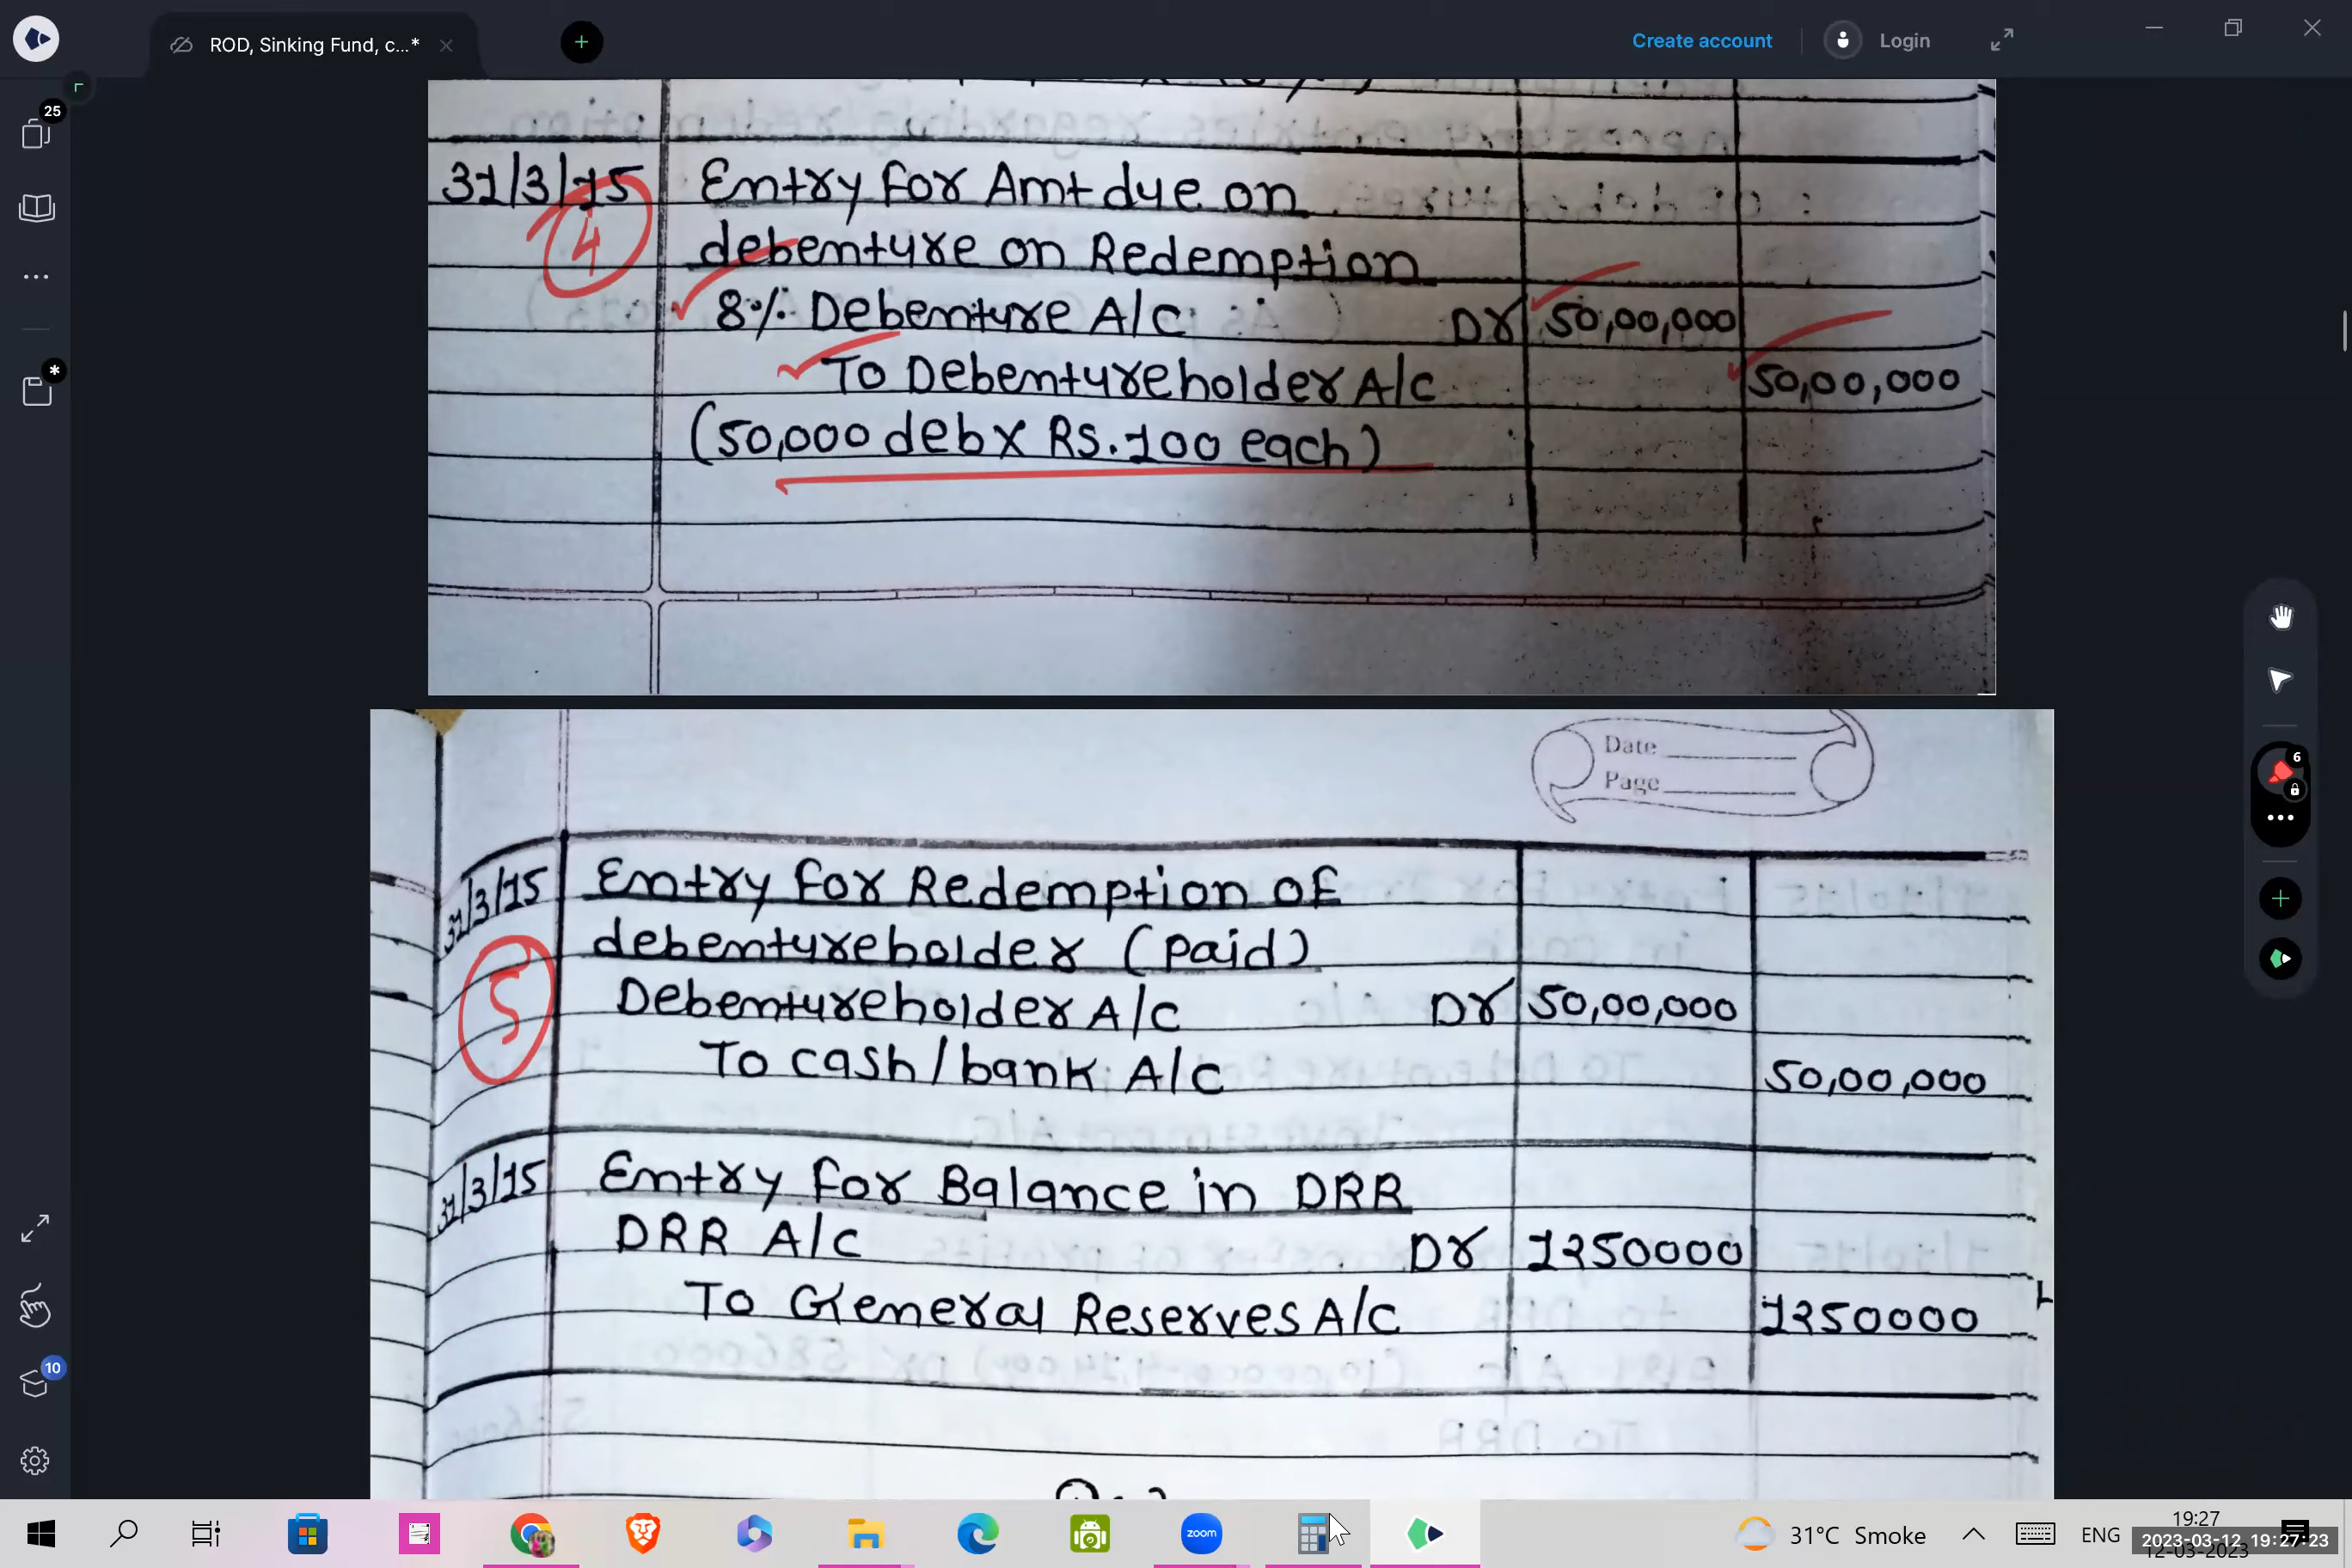 ROD, Sinking Fund, c...*
Create account
Login
25
31/3/15
Entry for Amt due on
4
debenture on Redemption
8% Debenture A/c Dr 50,00,000
To Debentureholder A/c 50,00,000
(50,000 deb X Rs. 100 each)
Date
Page
6
31/3/15
Entry for Redemption of
debentureholder (paid)
5
Debentureholder A/c Dr 50,00,000
To cash/bank A/c 50,00,000
31/3/15
Entry for Balance in DRR
DRR A/c Dr 1250000
To General Reserves A/c 1250000
10
zoom
31°C Smoke
ENG
19:27
2023-03-12, 19:27:23
12-03-2023